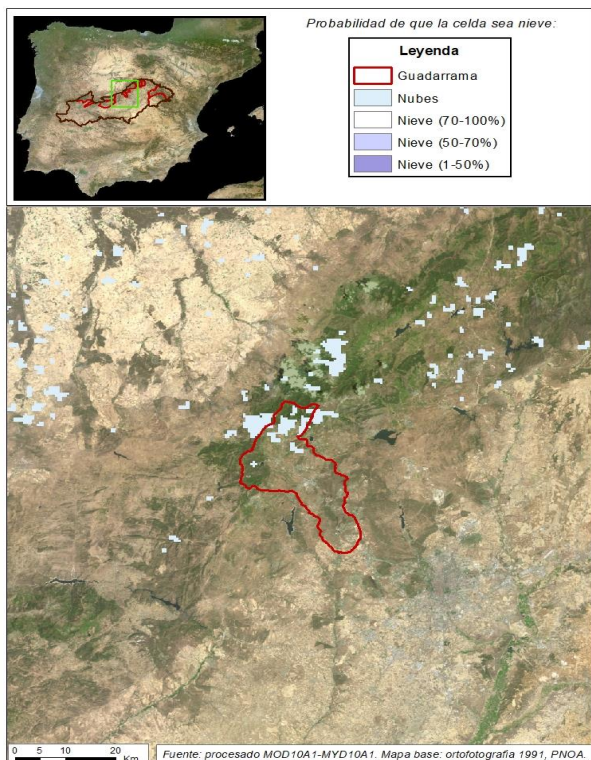 Probabilidad de que la celda sea nieve:
Leyenda
Guadarrama
Nubes
Nieve (70-100%)
Nieve (50-70%)
Nieve (1-50%)
0 5 10 20
Km
Fuente: procesado MOD10A1-MYD10A1. Mapa base: ortofotografia 1991, PNOA.